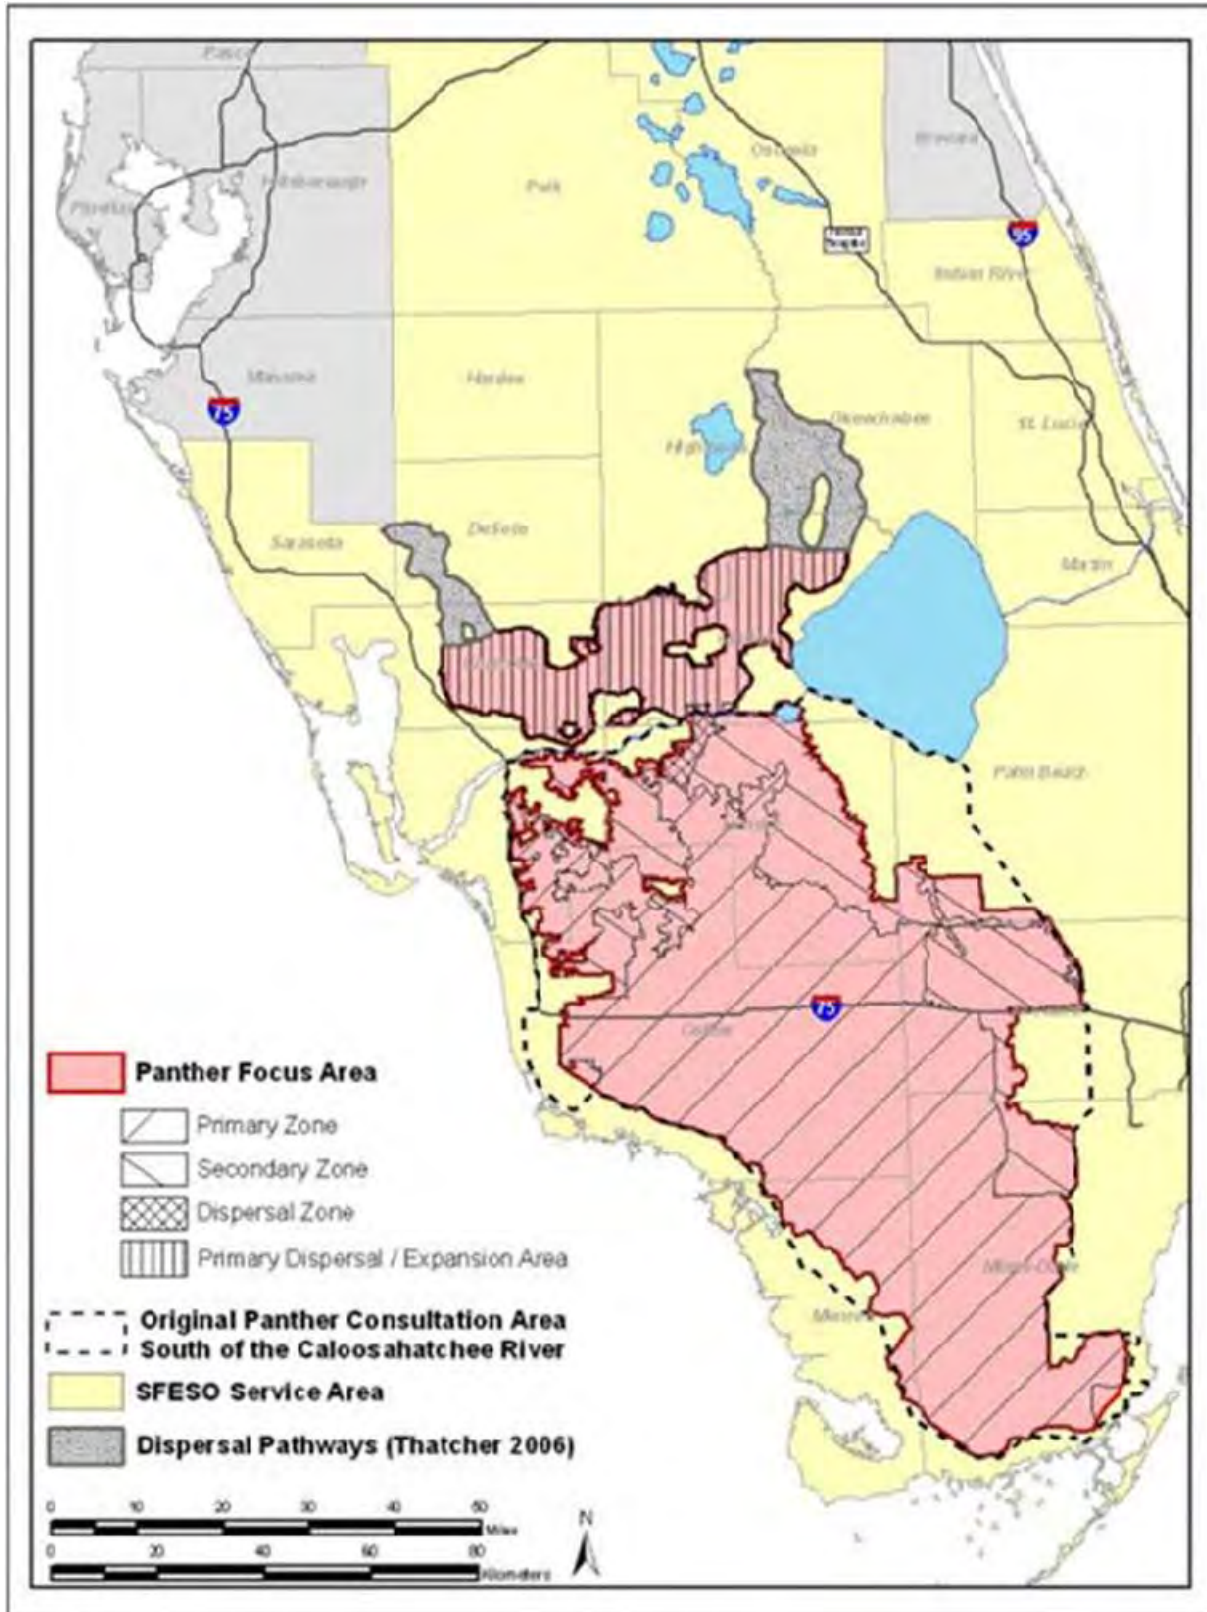 Pasco
Osceola
Brevard
Hillsborough
Polk
Pinellas
95
Indian River
Manatee
Hardee
75
Okeechobee
St. Lucie
Highlands
DeSoto
Sarasota
Martin
Palm Beach
75
Collier
Panther Focus Area
Primary Zone
Secondary Zone
Dispersal Zone
Primary Dispersal / Expansion Area
Miami-Dade
Monroe
Original Panther Consultation Area
South of the Caloosahatchee River
SFESO Service Area
Dispersal Pathways (Thatcher 2006)
0 10 20 30 40 50
Miles
0 20 40 60 80
Kilometers
N